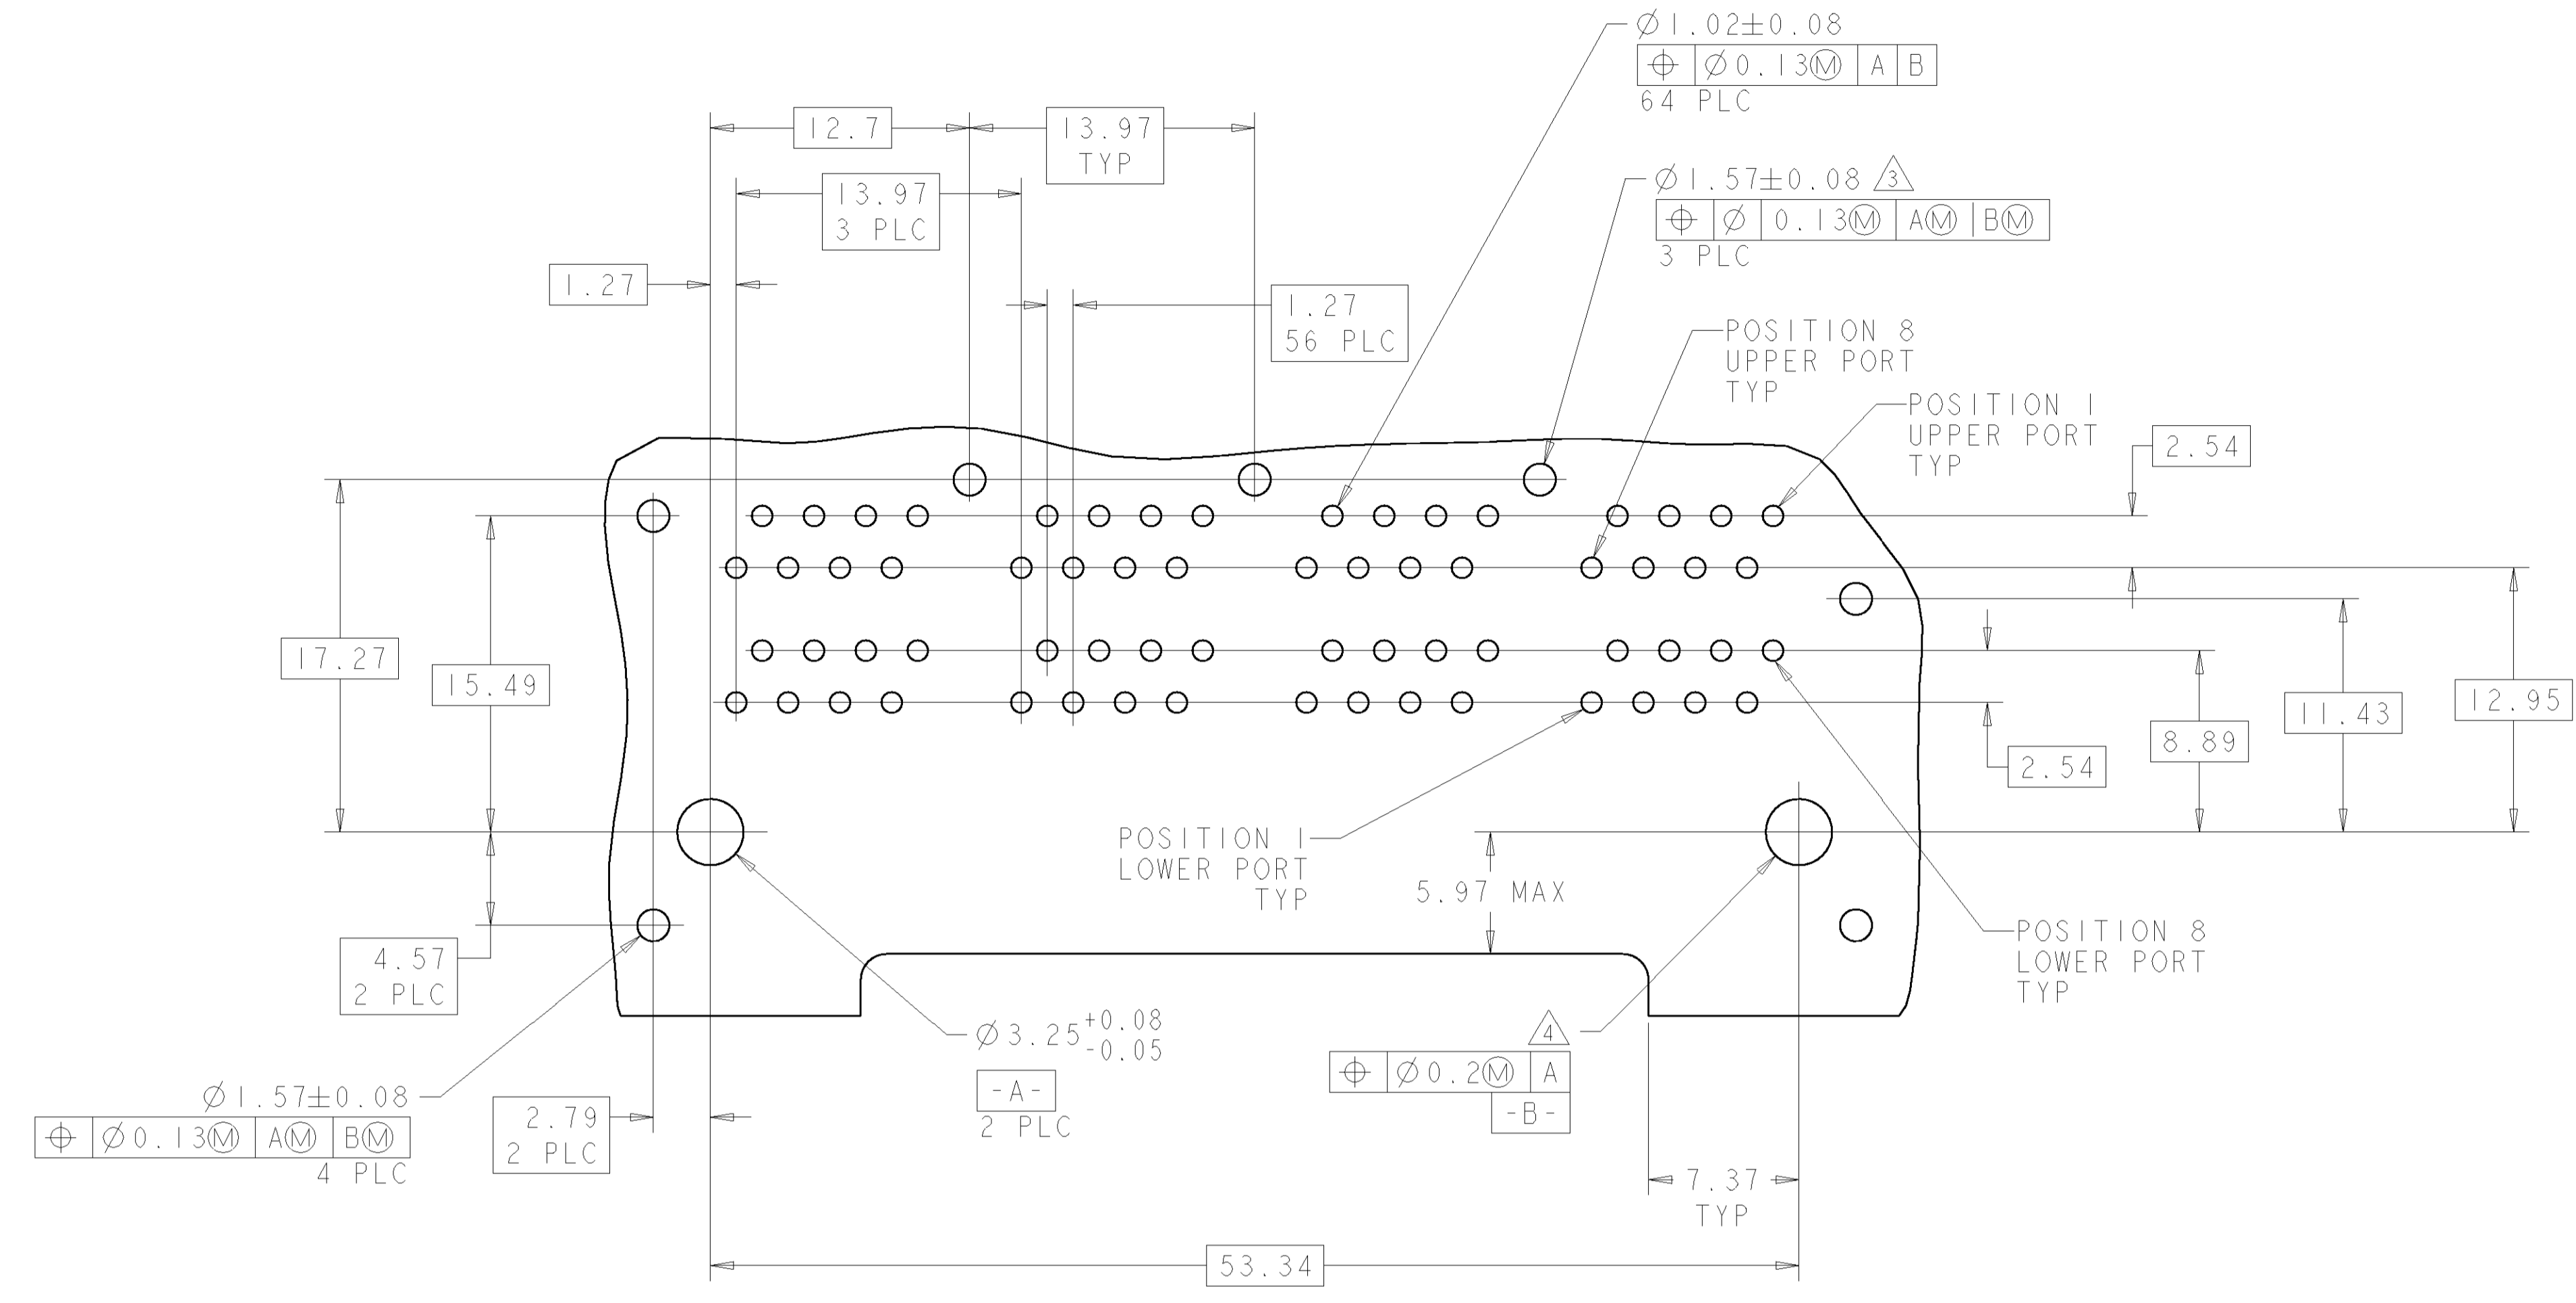 Ø1.02±0.08
⌖ Ø0.13Ⓜ A B
64 PLC
12.7
13.97
TYP
Ø1.57±0.08 3
⌖ Ø 0.13Ⓜ AⓂ BⓂ
3 PLC
13.97
3 PLC
1.27
1.27
56 PLC
POSITION 8
UPPER PORT
TYP
POSITION 1
UPPER PORT
TYP
2.54
17.27
15.49
12.95
11.43
8.89
2.54
POSITION 1
LOWER PORT
TYP
5.97 MAX
POSITION 8
LOWER PORT
TYP
4.57
2 PLC
Ø3.25 +0.08
-0.05
-A-
2 PLC
4
⌖ Ø0.2Ⓜ A
-B-
Ø1.57±0.08
⌖ Ø0.13Ⓜ AⓂ BⓂ
4 PLC
2.79
2 PLC
7.37
TYP
53.34